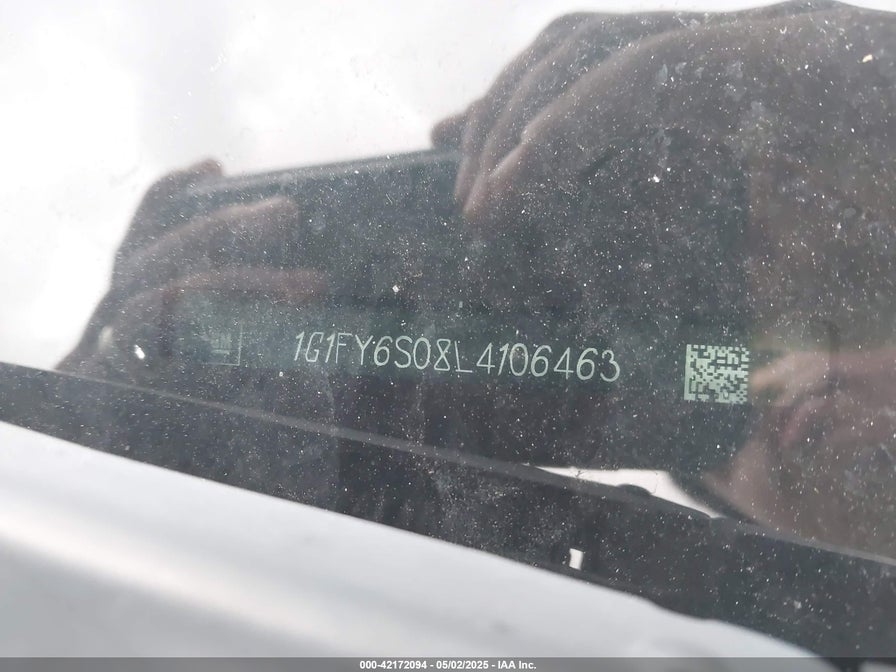 1G1FY6S08L4106463
000-42172094 - 05/02/2025 - IAA Inc.